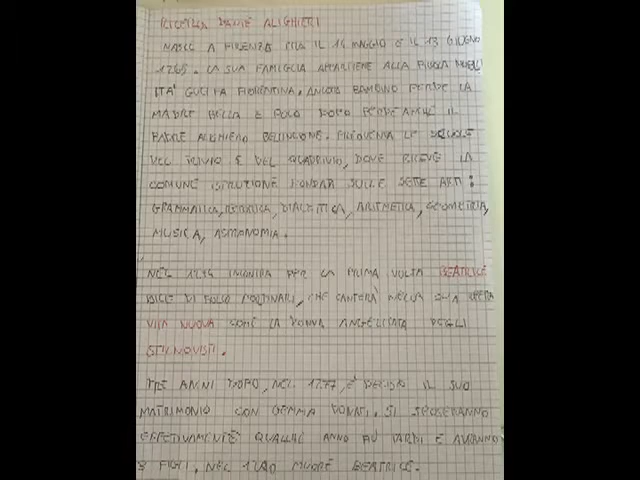 RICERCA DANTE ALIGHIERI
NASCE A FIRENZE TRA IL 14 MAGGIO E IL 13 GIUGNO
1265. LA SUA FAMIGLIA APPARTIENE ALLA PICCOLA NOBIL
ITÀ GUELFA FIORENTINA. ANCORA BAMBINO PERDE LA
MADRE BELLA E POCO DOPO PERDE ANCHE IL
PADRE ALIGHIERO BELLINCIONE. FREQUENTA LE SCUOLE
DEL TRIVIO E DEL QUADRIVIO, DOVE RICEVE LA
COMUNE ISTRUZIONE FONDAT SULLE SETTE ARTI:
GRAMMATICA, RETORICA, DIALETTICA, ARITMETICA, GEOMETRIA,
MUSICA, ASTRONOMIA.
NEL 1274 INCONTRA PER LA PRIMA VOLTA BEATRICE
BICE DI FOLCO PORTINARI, CHE CANTERÀ NELLA SUA OPERA
VITA NUOVA COME LA DONNA ANGELICATA DEGLI
STILNOVISTI.
TRE ANNI DOPO, NEL 1277, È DECISO IL SUO
MATRIMONIO CON GEMMA DONATI. SI SPOSERANNO
EFFETTIVAMENTE QUALCHE ANNO PIÙ TARDI E AVRANNO
3 FIGLI, NEL 1290 MUORE BEATRICE.